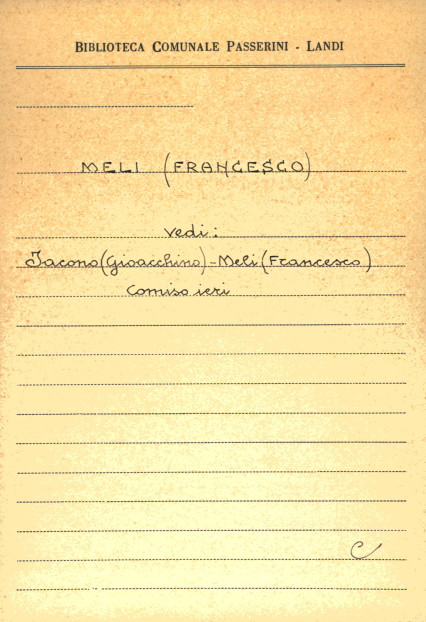 BIBLIOTECA COMUNALE PASSERINI - LANDI
MELI (FRANCESCO)
vedi:
Iacono (Gioacchino) - Meli (Francesco)
Comiso ieri
C